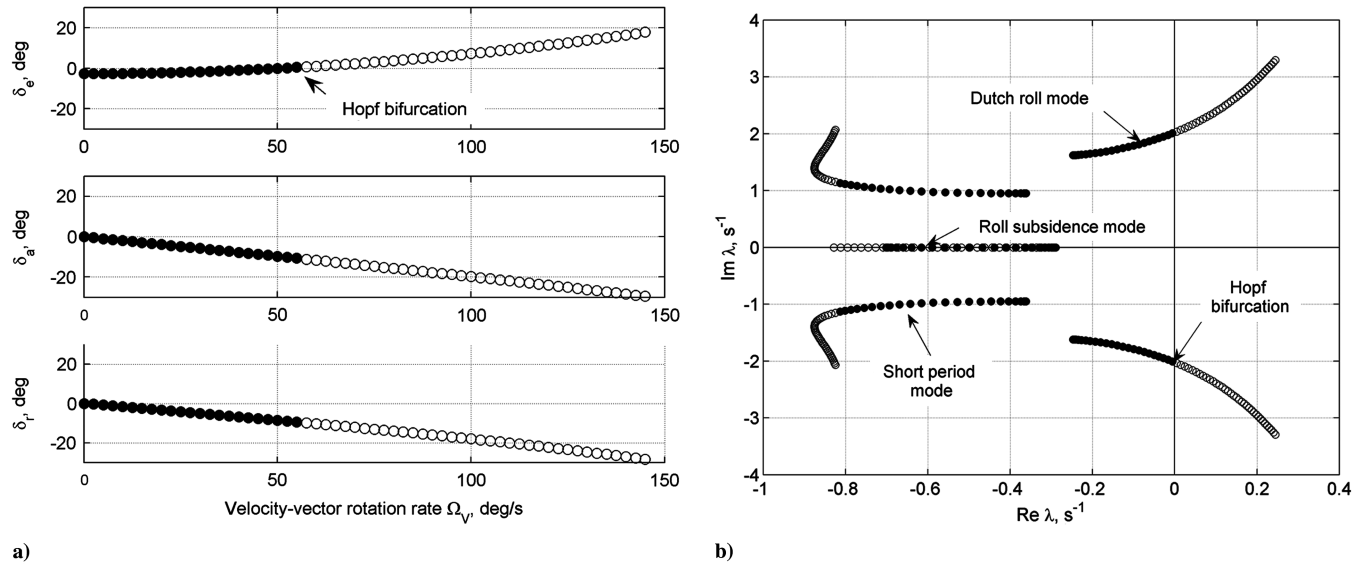 20
0
-20
δe, deg
Hopf bifurcation
0 50 100 150
20
0
-20
δa, deg
0 50 100 150
20
0
-20
δr, deg
0 50 100 150
Velocity-vector rotation rate ΩV, deg/s
a)
4
3
2
1
0
-1
-2
-3
-4
Im λ, s-1
Dutch roll mode
Roll subsidence mode
Hopf
bifurcation
Short period
mode
-1 -0.8 -0.6 -0.4 -0.2 0 0.2 0.4
Re λ, s-1
b)